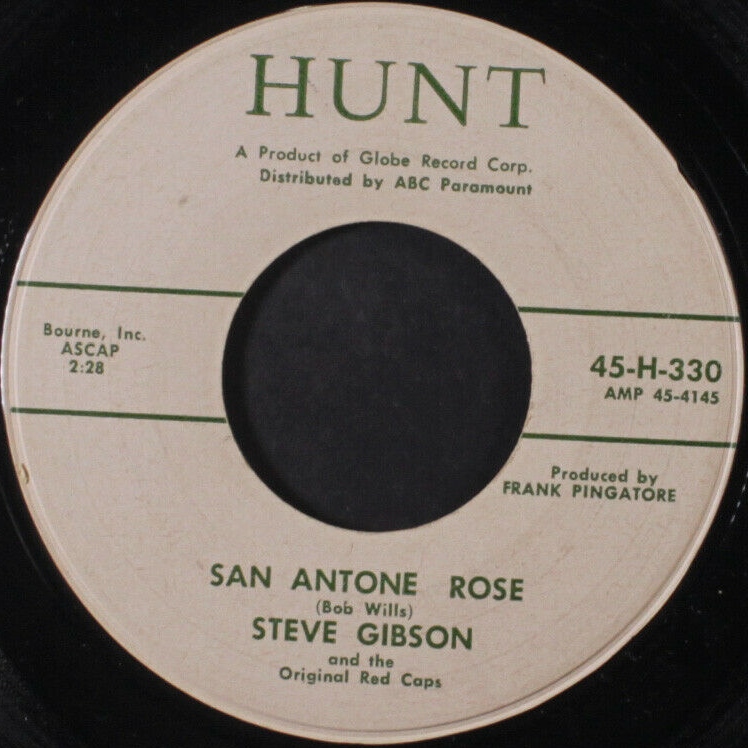 HUNT
A Product of Globe Record Corp.
Distributed by ABC Paramount
Bourne, Inc.
ASCAP
2:28
45-H-330
AMP 45-4145
Produced by
FRANK PINGATORE
SAN ANTONE ROSE
(Bob Wills)
STEVE GIBSON
and the
Original Red Caps